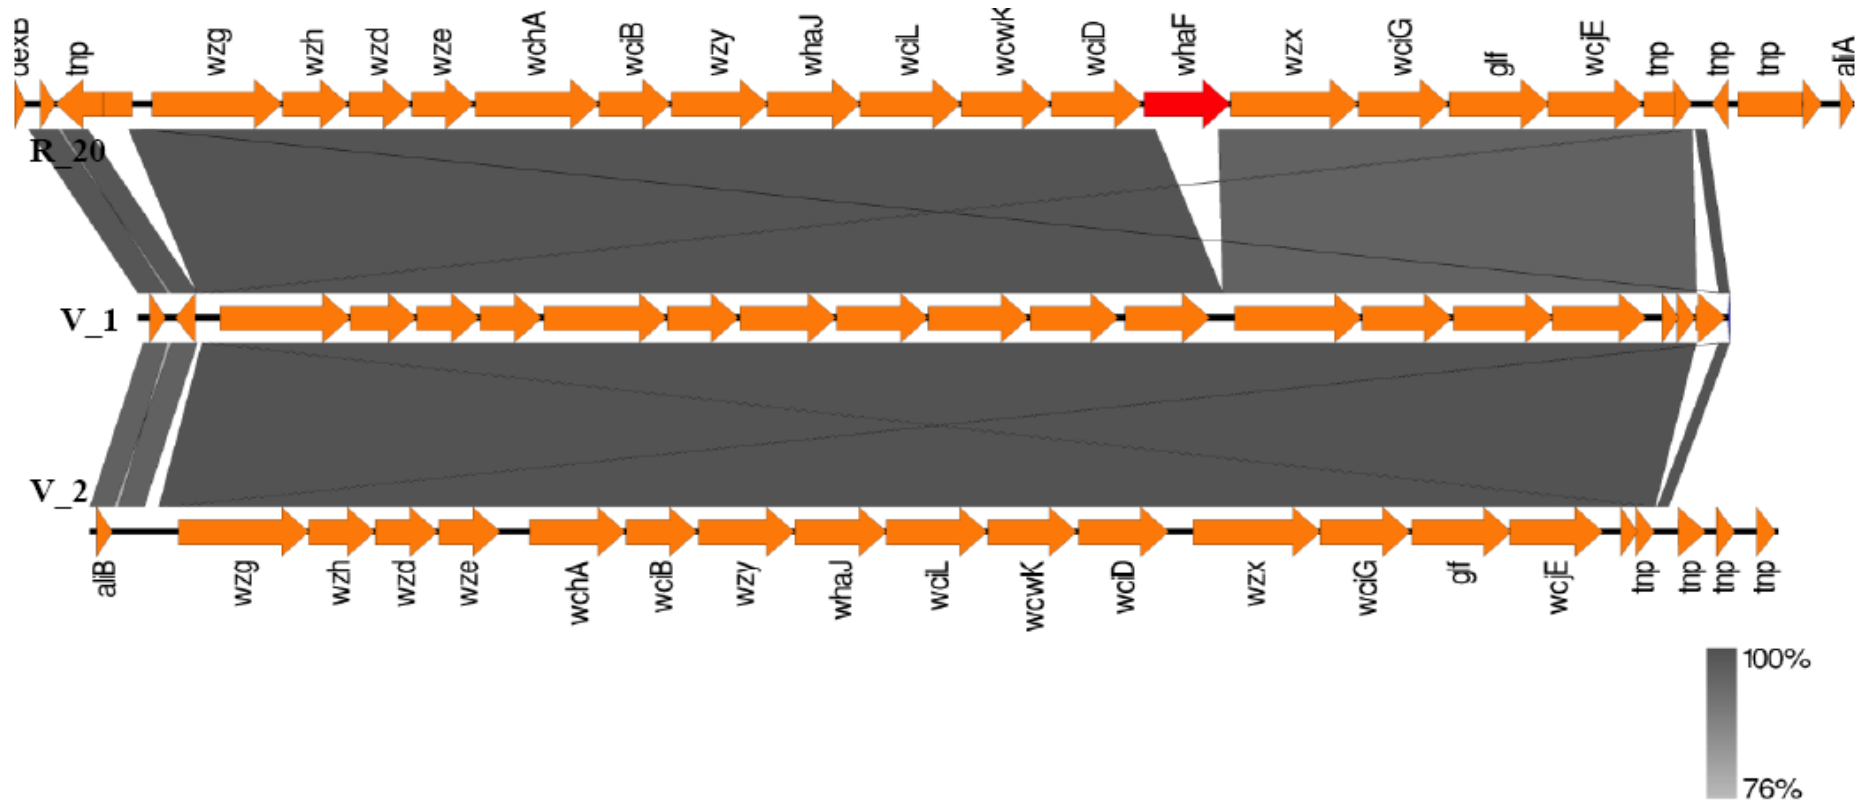 dexB tnp wzg wzh wzd wze wchA wciB wzy whaJ wciL wcwK wciD whaF wzx wciG glf wcjE tnp tnp tnp aliA
R_20
V_1
V_2
aliB wzg wzh wzd wze wchA wciB wzy whaJ wciL wcwK wciD wzx wciG glf wcjE tnp tnp tnp tnp
100%
76%